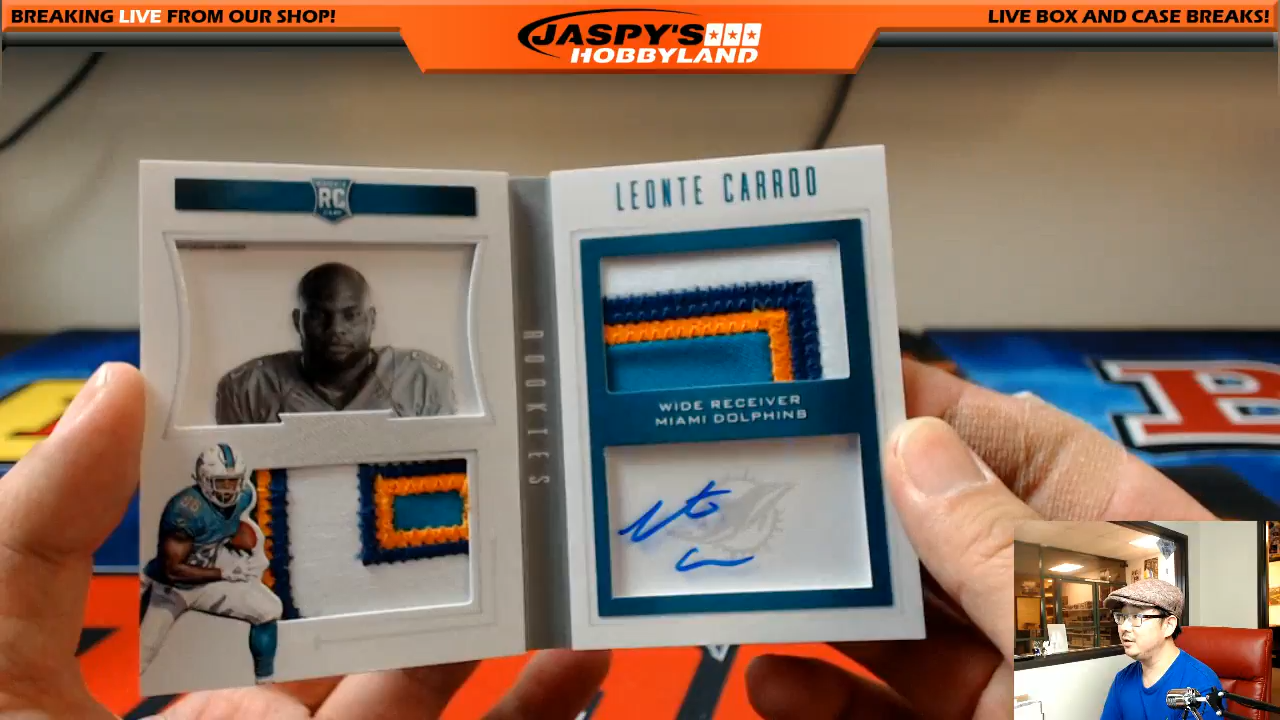 BREAKING LIVE FROM OUR SHOP!
JASPY'S
HOBBYLAND
LIVE BOX AND CASE BREAKS!
RC
LEONTE CARROO
ROOKIES
WIDE RECEIVER
MIAMI DOLPHINS